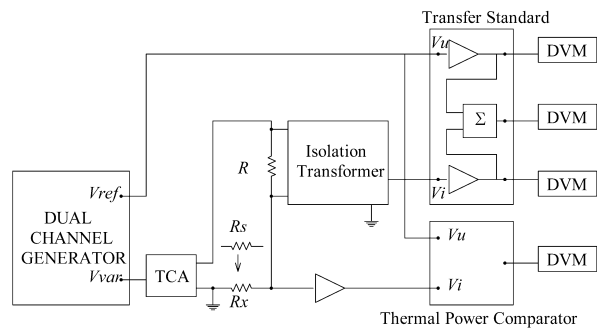 Transfer Standard
Vu
DVM
Σ
DVM
Isolation
Transformer
R
Vi
DVM
Vref
DUAL
CHANNEL
GENERATOR
Vvar
Rs
TCA
Rx
Vu
DVM
Vi
Thermal Power Comparator